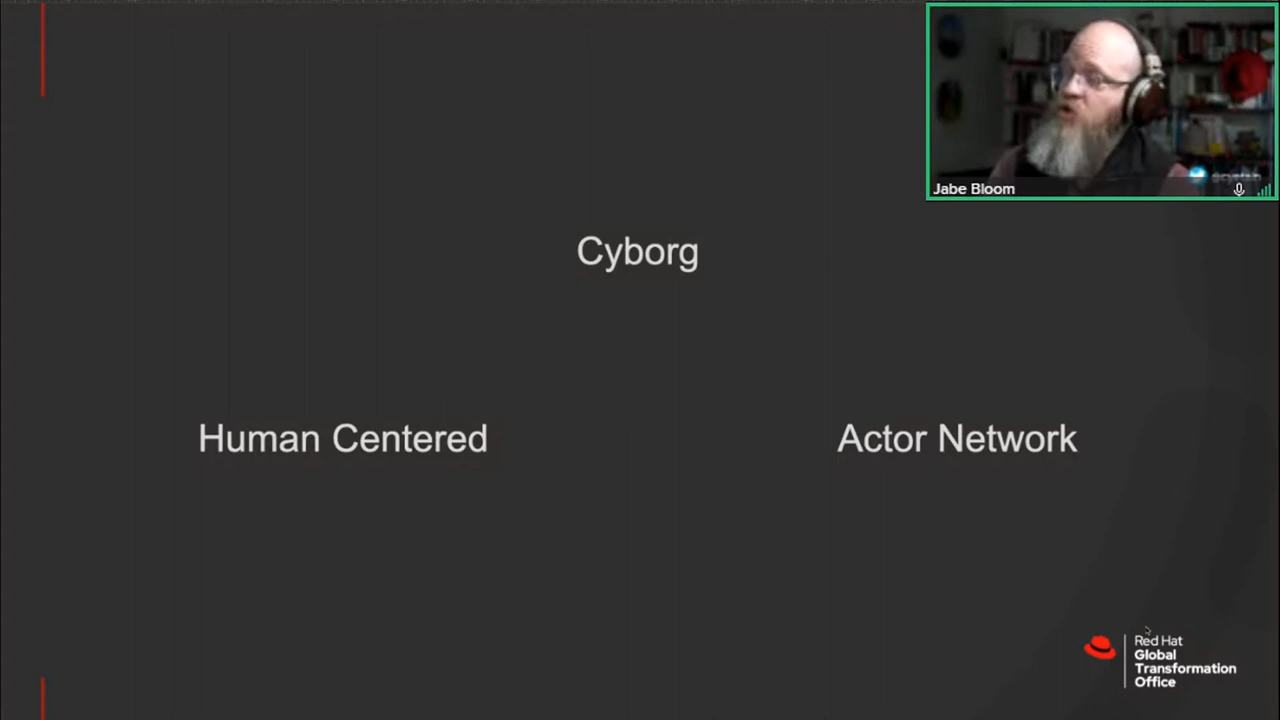 Jabe Bloom
Cyborg
Human Centered
Actor Network
Red Hat
Global
Transformation
Office